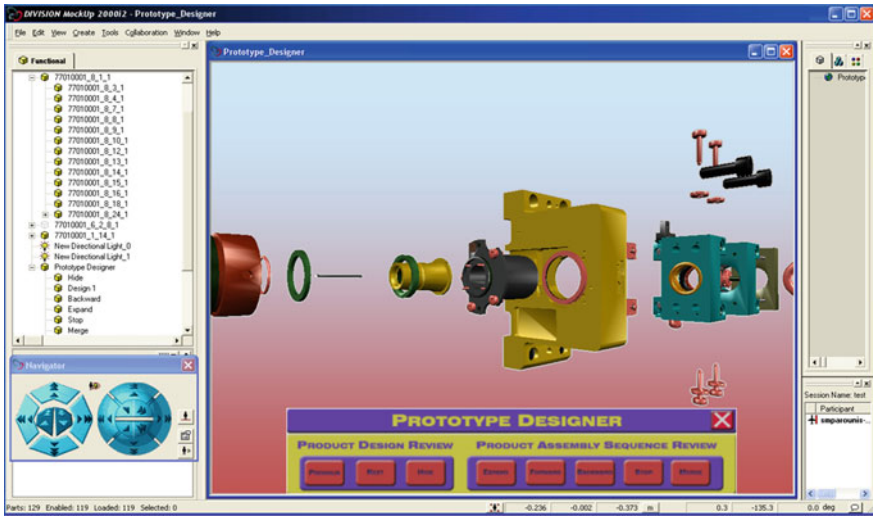 DIVISION MockUp 2000i2 - Prototype_Designer
File Edit View Create Tools Collaboration Window Help
Functional
77010001_8_1_1
77010001_8_3_1
77010001_8_4_1
77010001_8_7_1
77010001_8_8_1
77010001_8_9_1
77010001_8_10_1
77010001_8_12_1
77010001_8_13_1
77010001_8_14_1
77010001_8_15_1
77010001_8_16_1
77010001_8_18_1
77010001_8_24_1
77010001_6_2_8_1
77010001_1_14_1
New Directional Light_0
New Directional Light_1
Prototype Designer
Hide
Design 1
Backward
Expand
Stop
Merge
Navigator
Prototype_Designer
PROTOTYPE DESIGNER
PRODUCT DESIGN REVIEW
PRODUCT ASSEMBLY SEQUENCE REVIEW
PREVIOUS NEXT HIDE EXPAND FORWARD BACKWARD STOP MERGE
Prototyp
Session Name: test
Participant
smparounis-...
Parts: 129 Enabled: 119 Loaded: 119 Selected: 0
-0.236 -0.002 -0.373 m 0.3 -135.3 0.0 deg